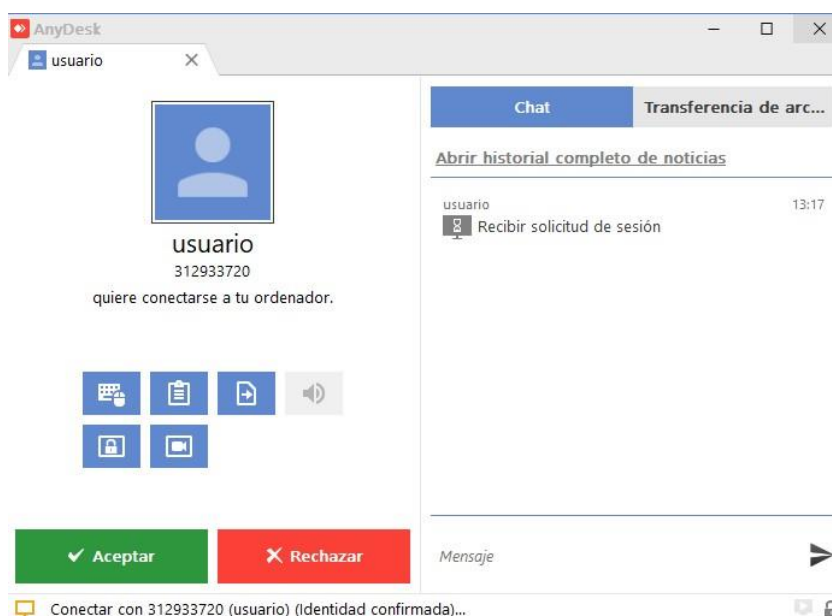 AnyDesk
usuario
usuario
312933720
quiere conectarse a tu ordenador.
Aceptar
Rechazar
Chat
Transferencia de arc...
Abrir historial completo de noticias
usuario
13:17
Recibir solicitud de sesión
Mensaje
Conectar con 312933720 (usuario) (Identidad confirmada)...